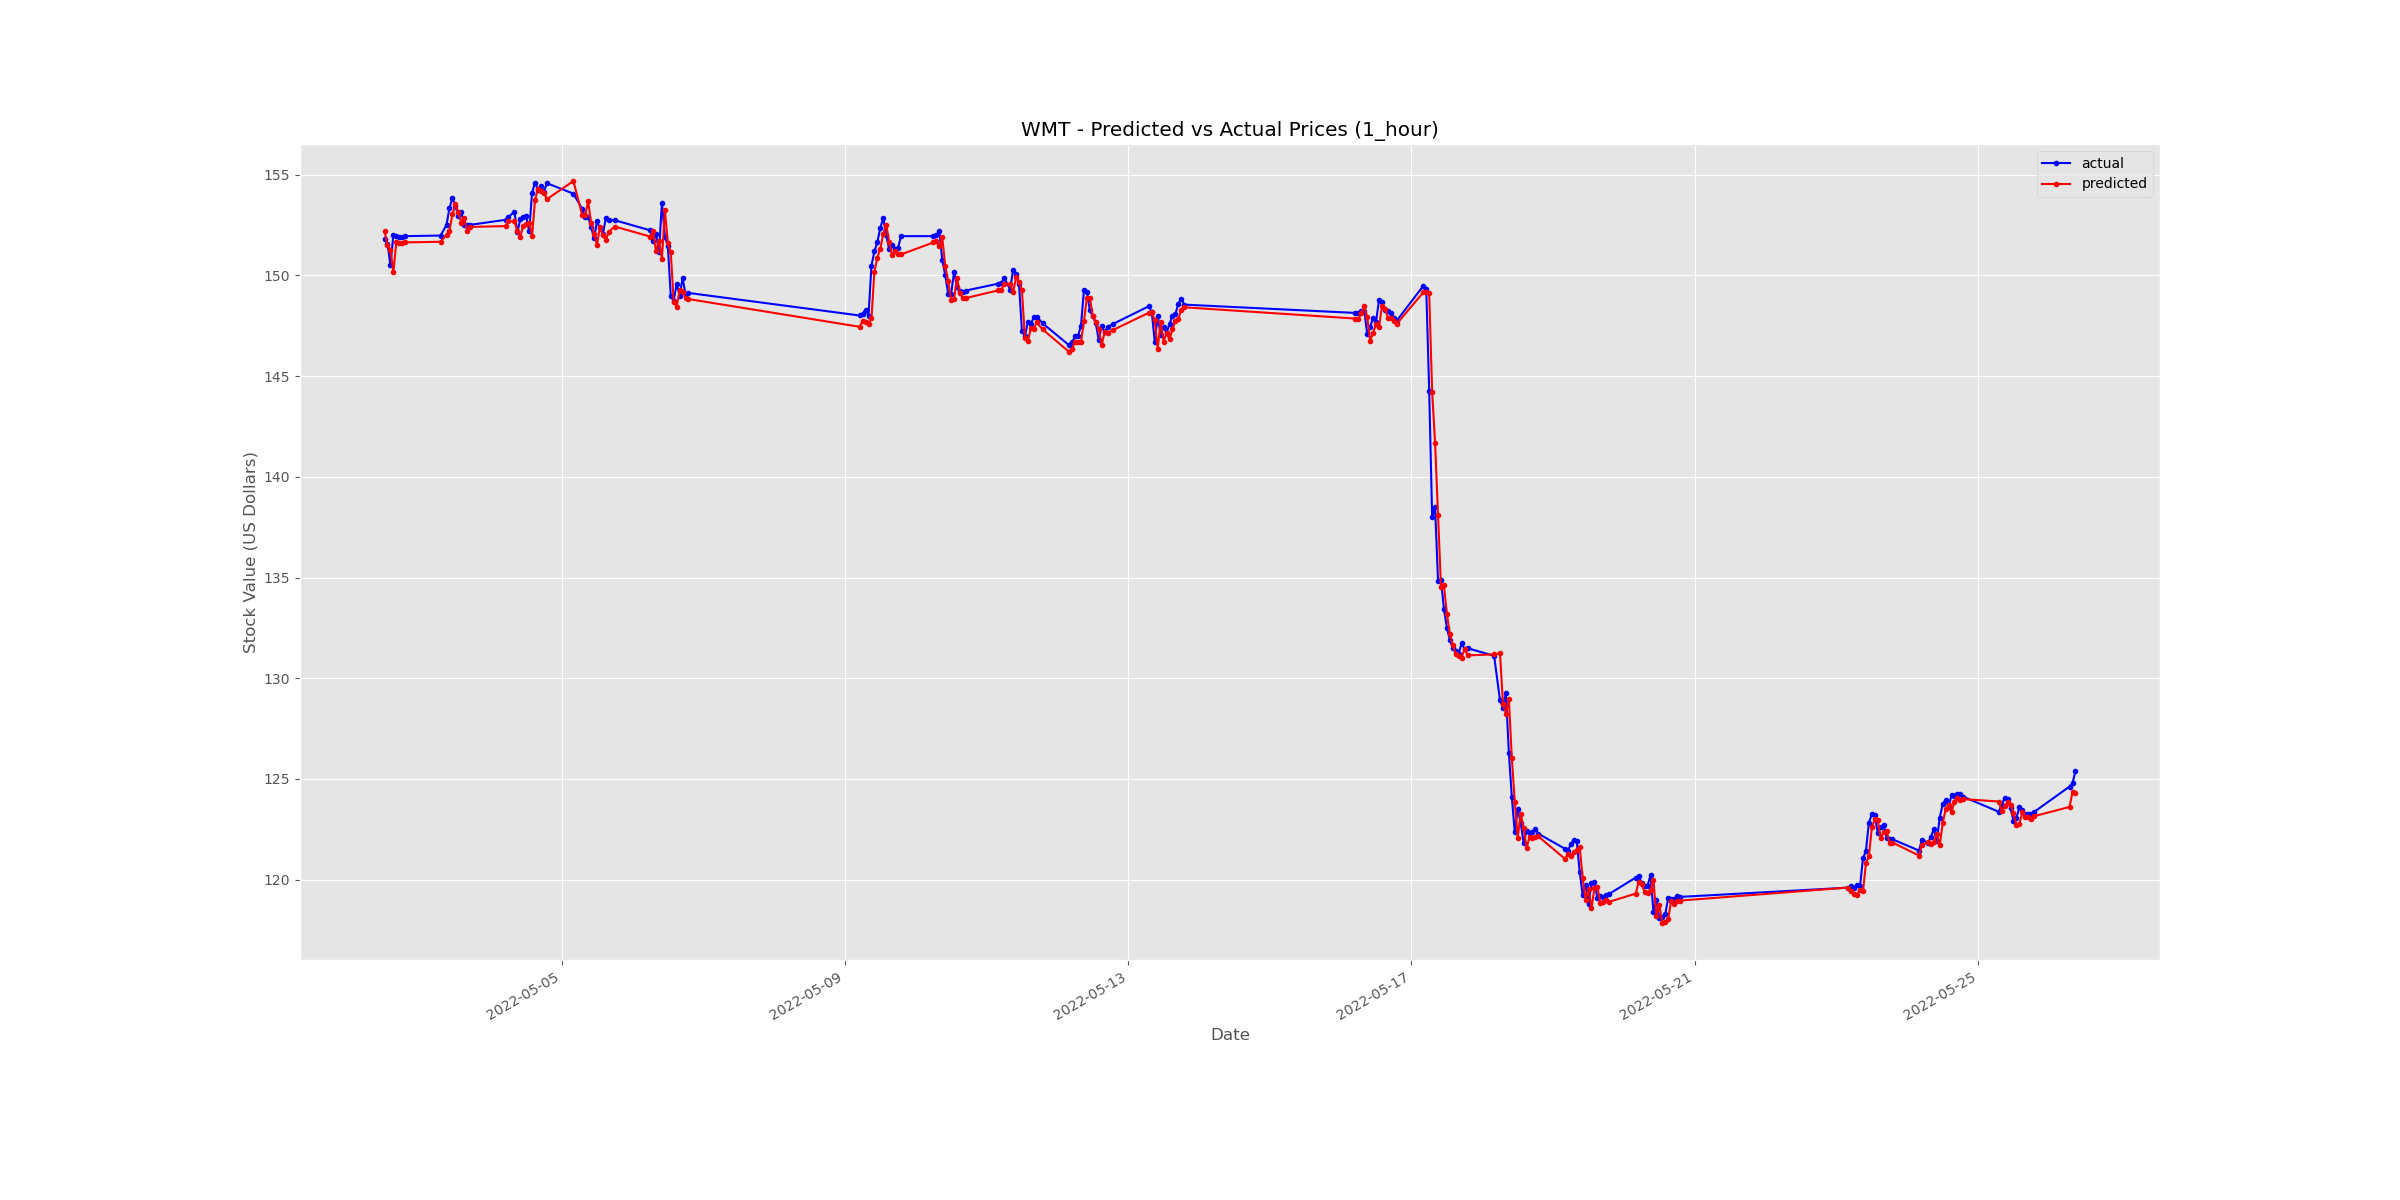 WMT - Predicted vs Actual Prices (1_hour)
actual
predicted
155
150
145
140
135
130
125
120
Stock Value (US Dollars)
2022-05-05
2022-05-09
2022-05-13
2022-05-17
2022-05-21
2022-05-25
Date